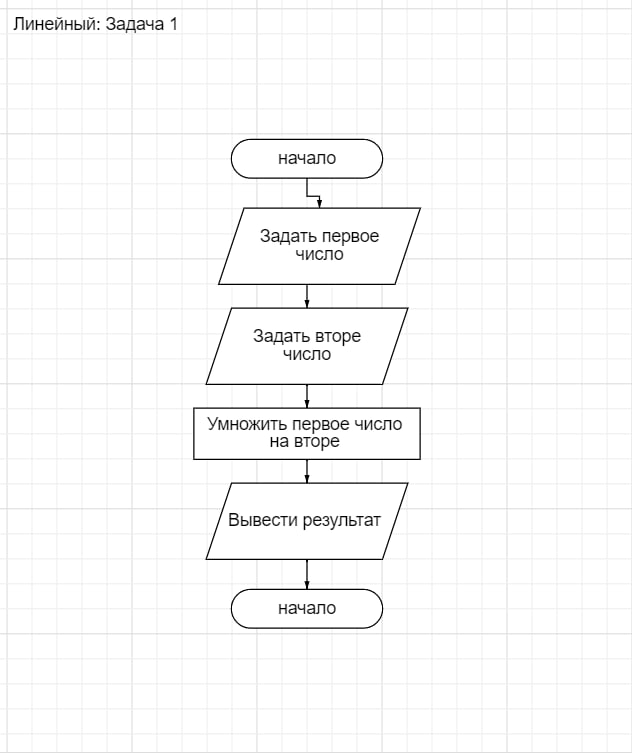 Линейный: Задача 1
начало
Задать первое
число
Задать вторе
число
Умножить первое число
на вторе
Вывести результат
начало